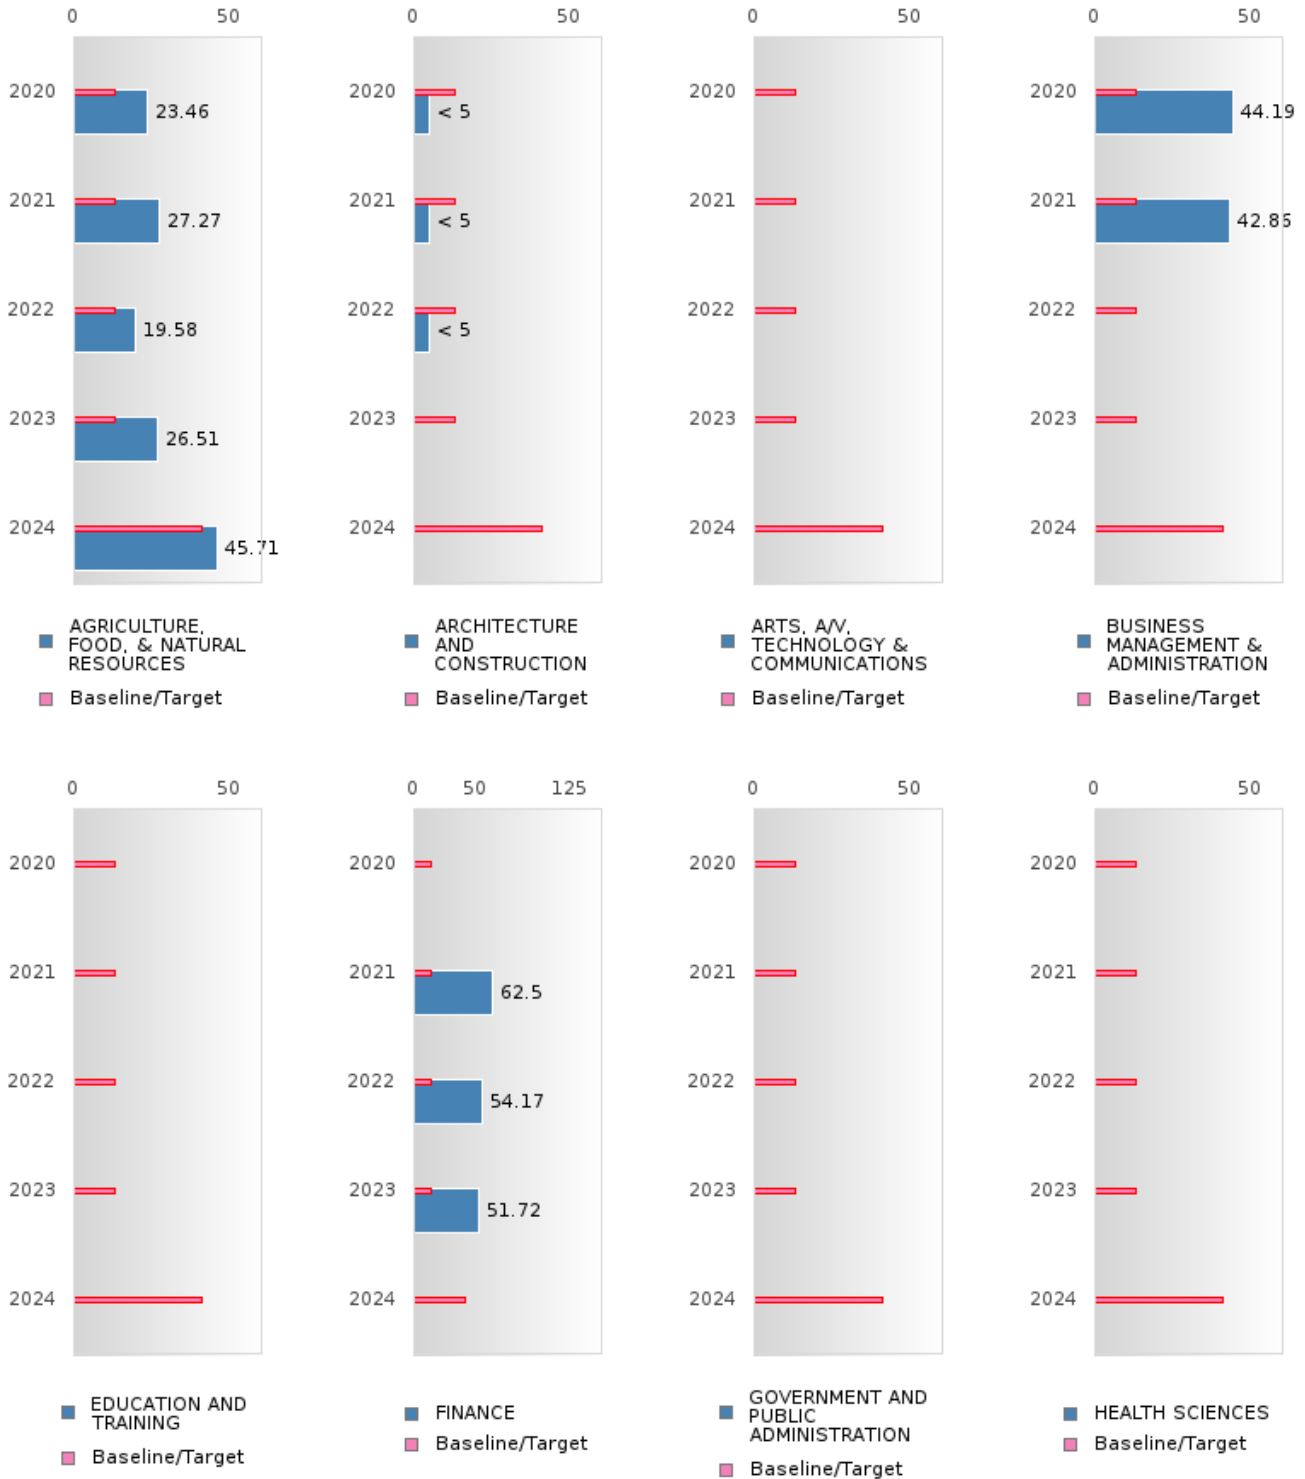 0 50
2020 23.46
2021 27.27
2022 19.58
2023 26.51
2024 45.71
AGRICULTURE,
FOOD, & NATURAL
RESOURCES
Baseline/Target
0 50
2020 < 5
2021 < 5
2022 < 5
2023
2024
ARCHITECTURE
AND
CONSTRUCTION
Baseline/Target
0 50
2020
2021
2022
2023
2024
ARTS, A/V,
TECHNOLOGY &
COMMUNICATIONS
Baseline/Target
0 50
2020 44.19
2021 42.86
2022
2023
2024
BUSINESS
MANAGEMENT &
ADMINISTRATION
Baseline/Target
0 50
2020
2021
2022
2023
2024
EDUCATION AND
TRAINING
Baseline/Target
0 50 125
2020
2021 62.5
2022 54.17
2023 51.72
2024
FINANCE
Baseline/Target
0 50
2020
2021
2022
2023
2024
GOVERNMENT AND
PUBLIC
ADMINISTRATION
Baseline/Target
0 50
2020
2021
2022
2023
2024
HEALTH SCIENCES
Baseline/Target